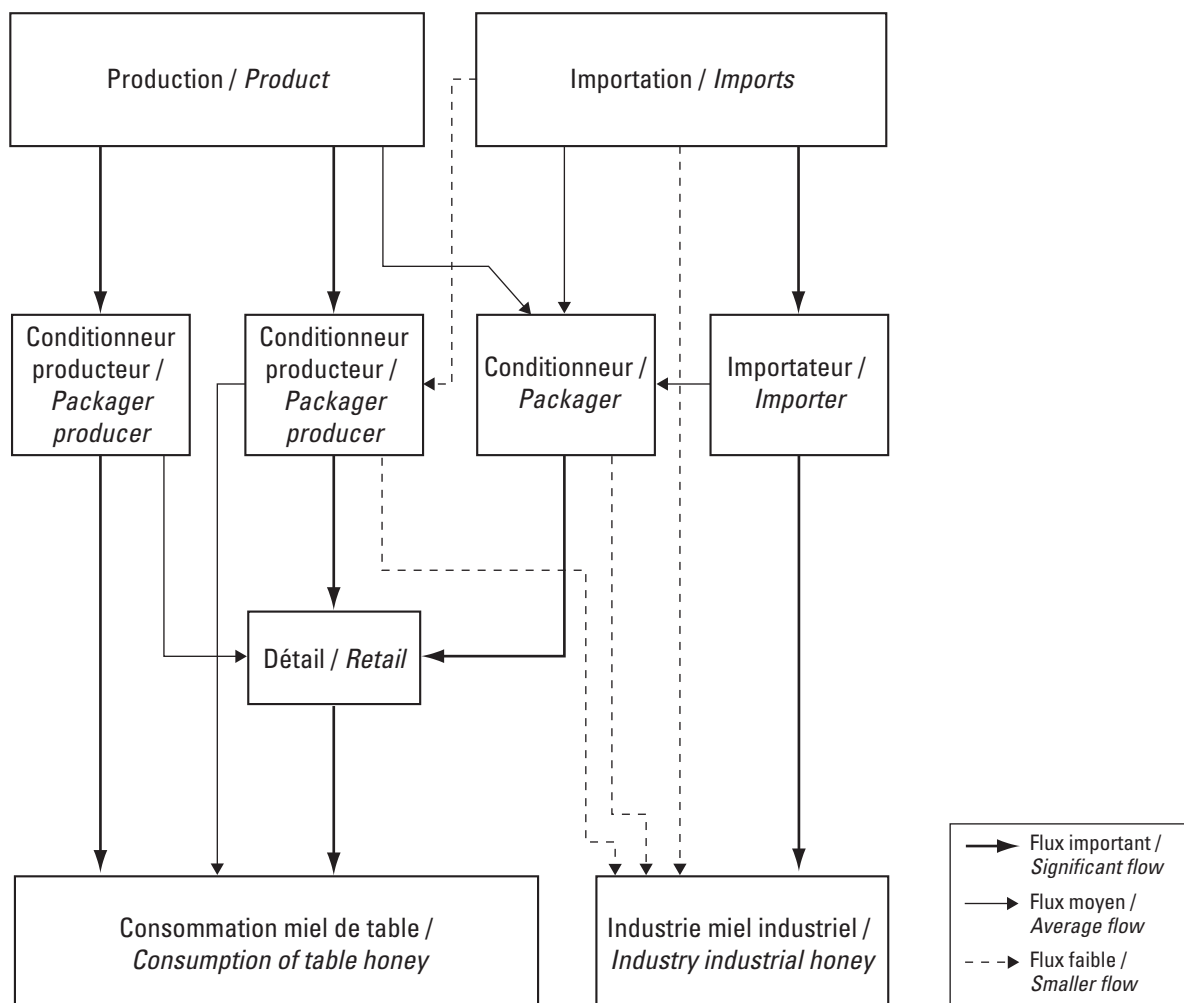 Production / Product
Importation / Imports
Conditionneur
producteur /
Packager
producer
Conditionneur
producteur /
Packager
producer
Conditionneur /
Packager
Importateur /
Importer
Détail / Retail
Consommation miel de table /
Consumption of table honey
Industrie miel industriel /
Industry industrial honey
Flux important /
Significant flow
Flux moyen /
Average flow
Flux faible /
Smaller flow